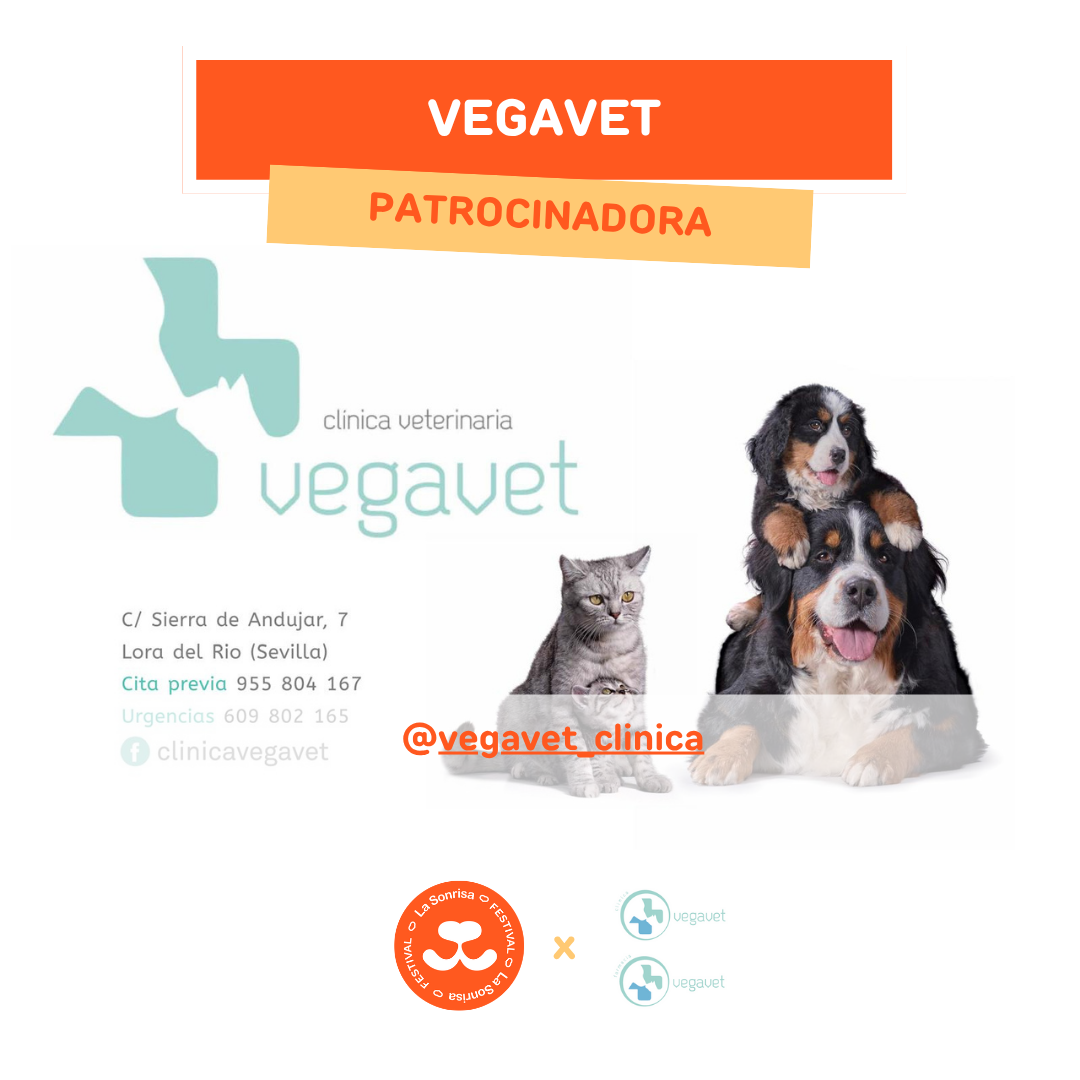 VEGAVET
PATROCINADORA
clínica veterinaria
vegavet
C/ Sierra de Andujar, 7
Lora del Rio (Sevilla)
Cita previa 955 804 167
Urgencias 609 802 165
f clinicavegavet
@vegavet_clinica
La Sonrisa FESTIVAL La Sonrisa FESTIVAL
x
vegavet
vegavet